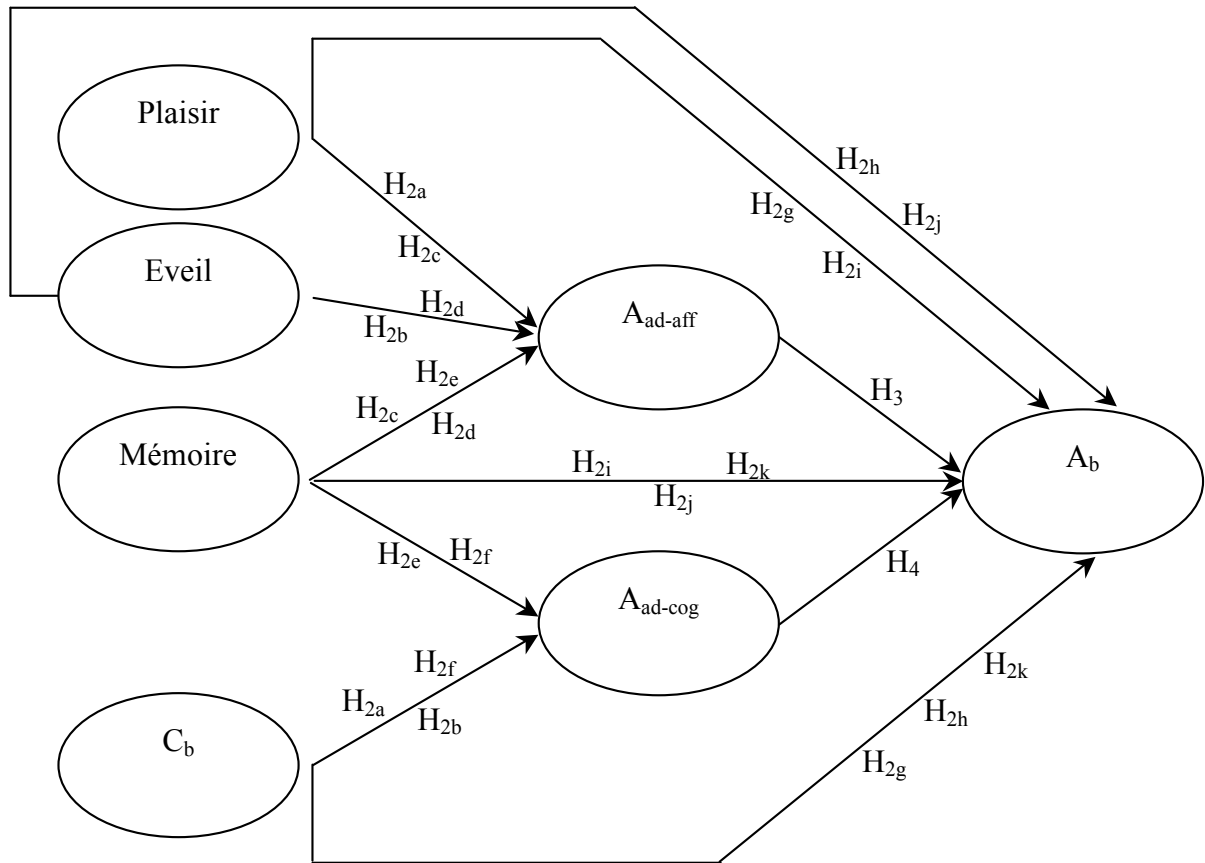 Plaisir
H2h
H2a
H2g
H2j
H2c
H2i
Eveil
H2d
Aad-aff
H2b
H2e
H3
H2c
H2d
Mémoire
Ab
H2i
H2k
H2j
H2e
H2f
H4
Aad-cog
H2f
H2k
H2a
H2b
H2h
Cb
H2g